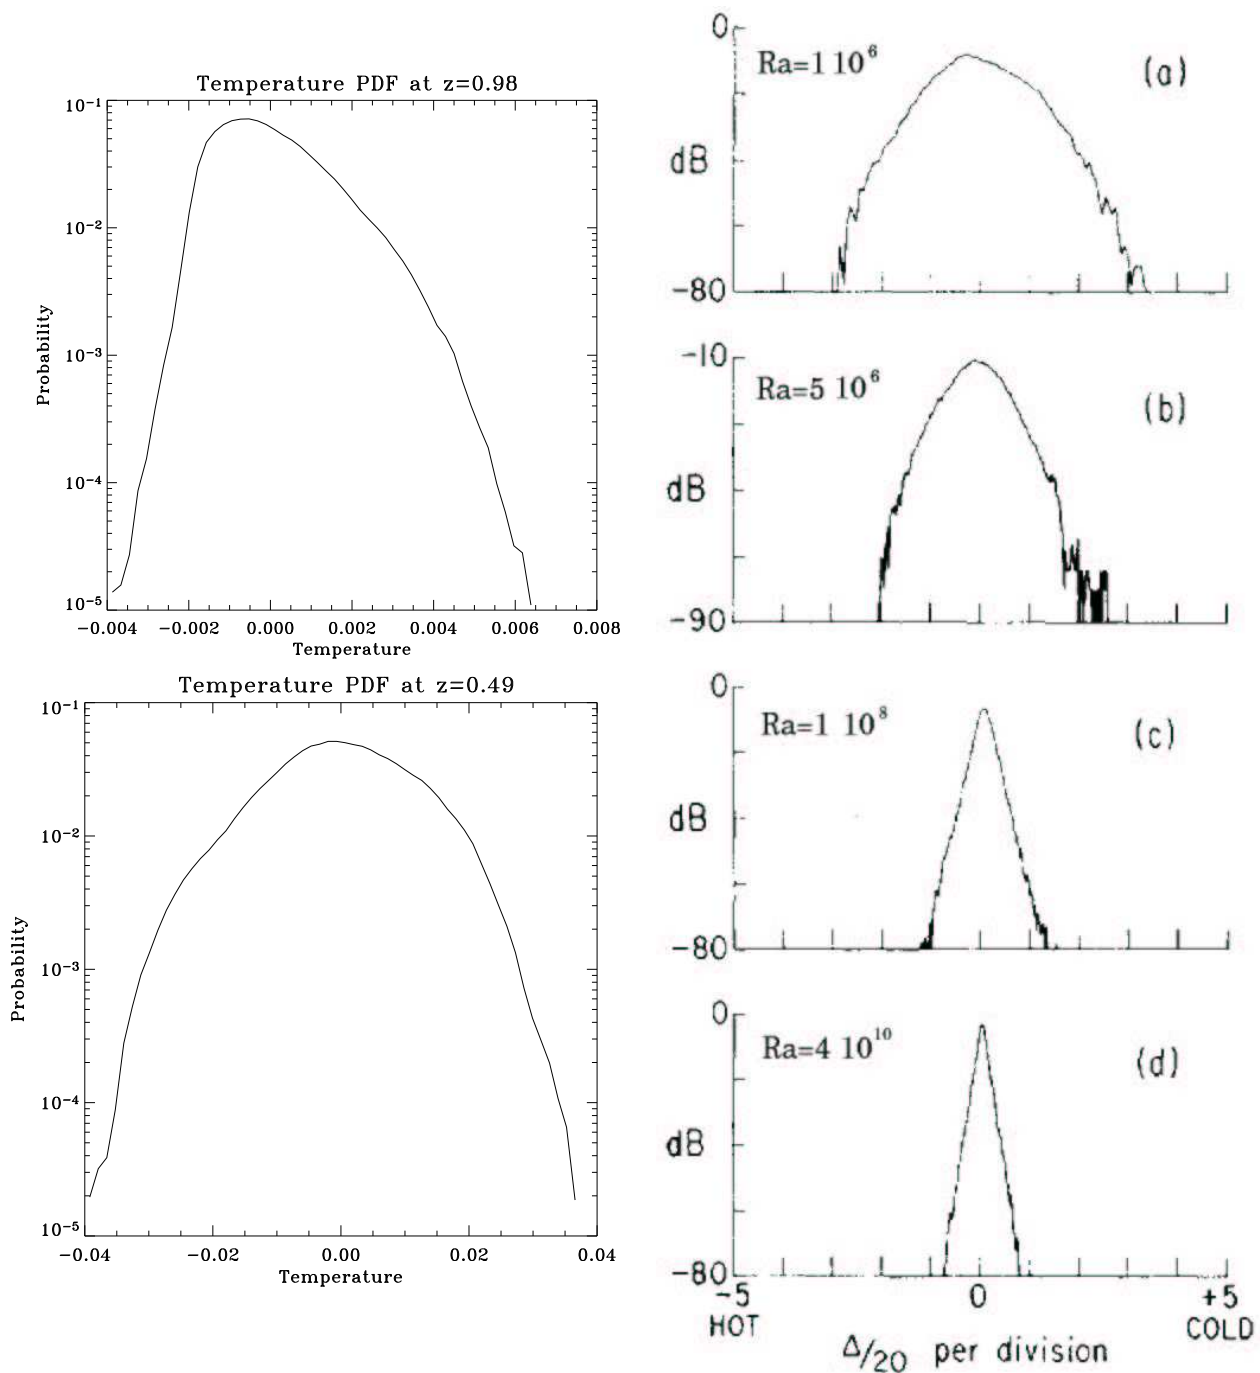 Temperature PDF at z=0.98
10^-1
10^-2
10^-3
10^-4
10^-5
Probability
-0.004 -0.002 0.000 0.002 0.004 0.006 0.008
Temperature
Temperature PDF at z=0.49
10^-1
10^-2
10^-3
10^-4
10^-5
Probability
-0.04 -0.02 0.00 0.02 0.04
Temperature
0
Ra=1 10^6
(a)
dB
-80
-10
Ra=5 10^6
(b)
dB
-90
0
Ra=1 10^8
(c)
dB
-80
0
Ra=4 10^10
(d)
dB
-80
-5 0 +5
HOT COLD
Δ/20 per division